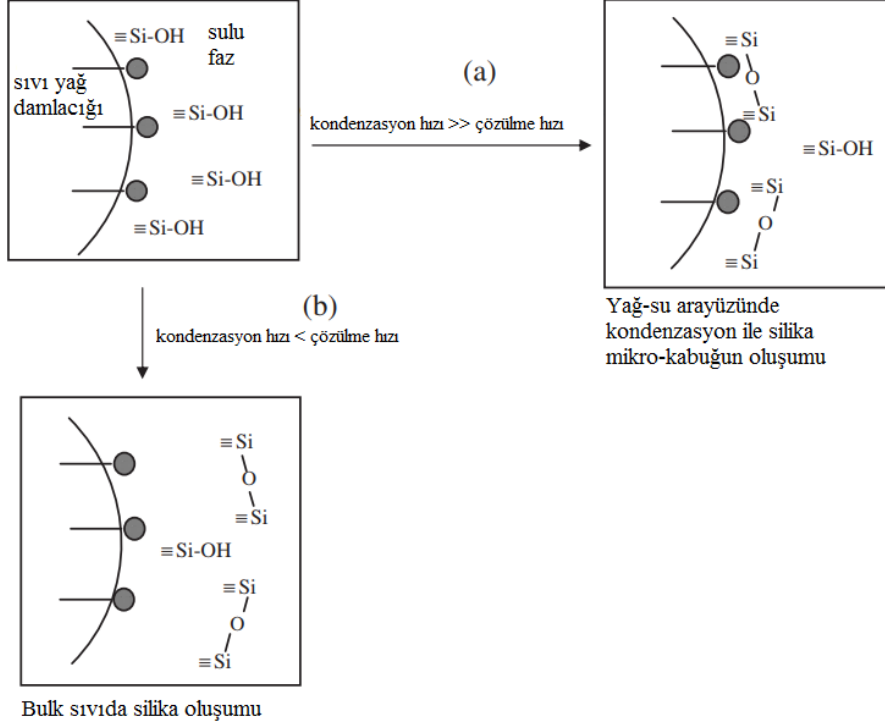 ≡Si-OH
sulu
faz
sıvı yağ
damlacığı
≡Si-OH
≡Si-OH
≡Si-OH
(a)
kondenzasyon hızı >> çözülme hızı
≡Si
O
≡Si
≡Si-OH
≡Si
O
≡Si
Yağ-su arayüzünde
kondenzasyon ile silika
mikro-kabuğun oluşumu
(b)
kondenzasyon hızı < çözülme hızı
≡Si
O
≡Si
≡Si-OH
≡Si
O
≡Si
Bulk sıvıda silika oluşumu